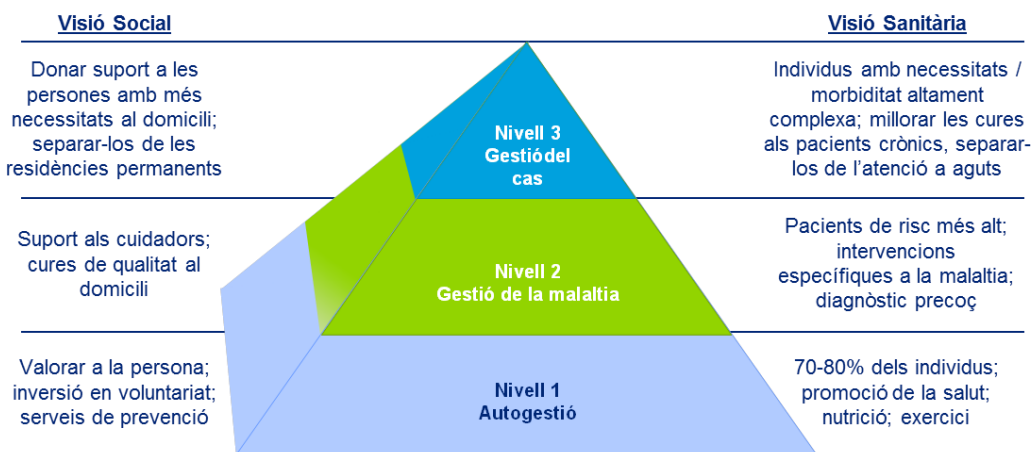 Visió Social
Donar suport a les
persones amb més
necessitats al domicili;
separar-los de les
residències permanents
Suport als cuidadors;
cures de qualitat al
domicili
Valorar a la persona;
inversió en voluntariat;
serveis de prevenció
Nivell 3
Gestiódel
cas
Nivell 2
Gestió de la malaltia
Nivell 1
Autogestió
Visió Sanitària
Individus amb necessitats /
morbiditat altament
complexa; millorar les cures
als pacients crònics, separar-
los de l'atenció a aguts
Pacients de risc més alt;
intervencions
específiques a la malaltia;
diagnòstic precoç
70-80% dels individus;
promoció de la salut;
nutrició; exercici